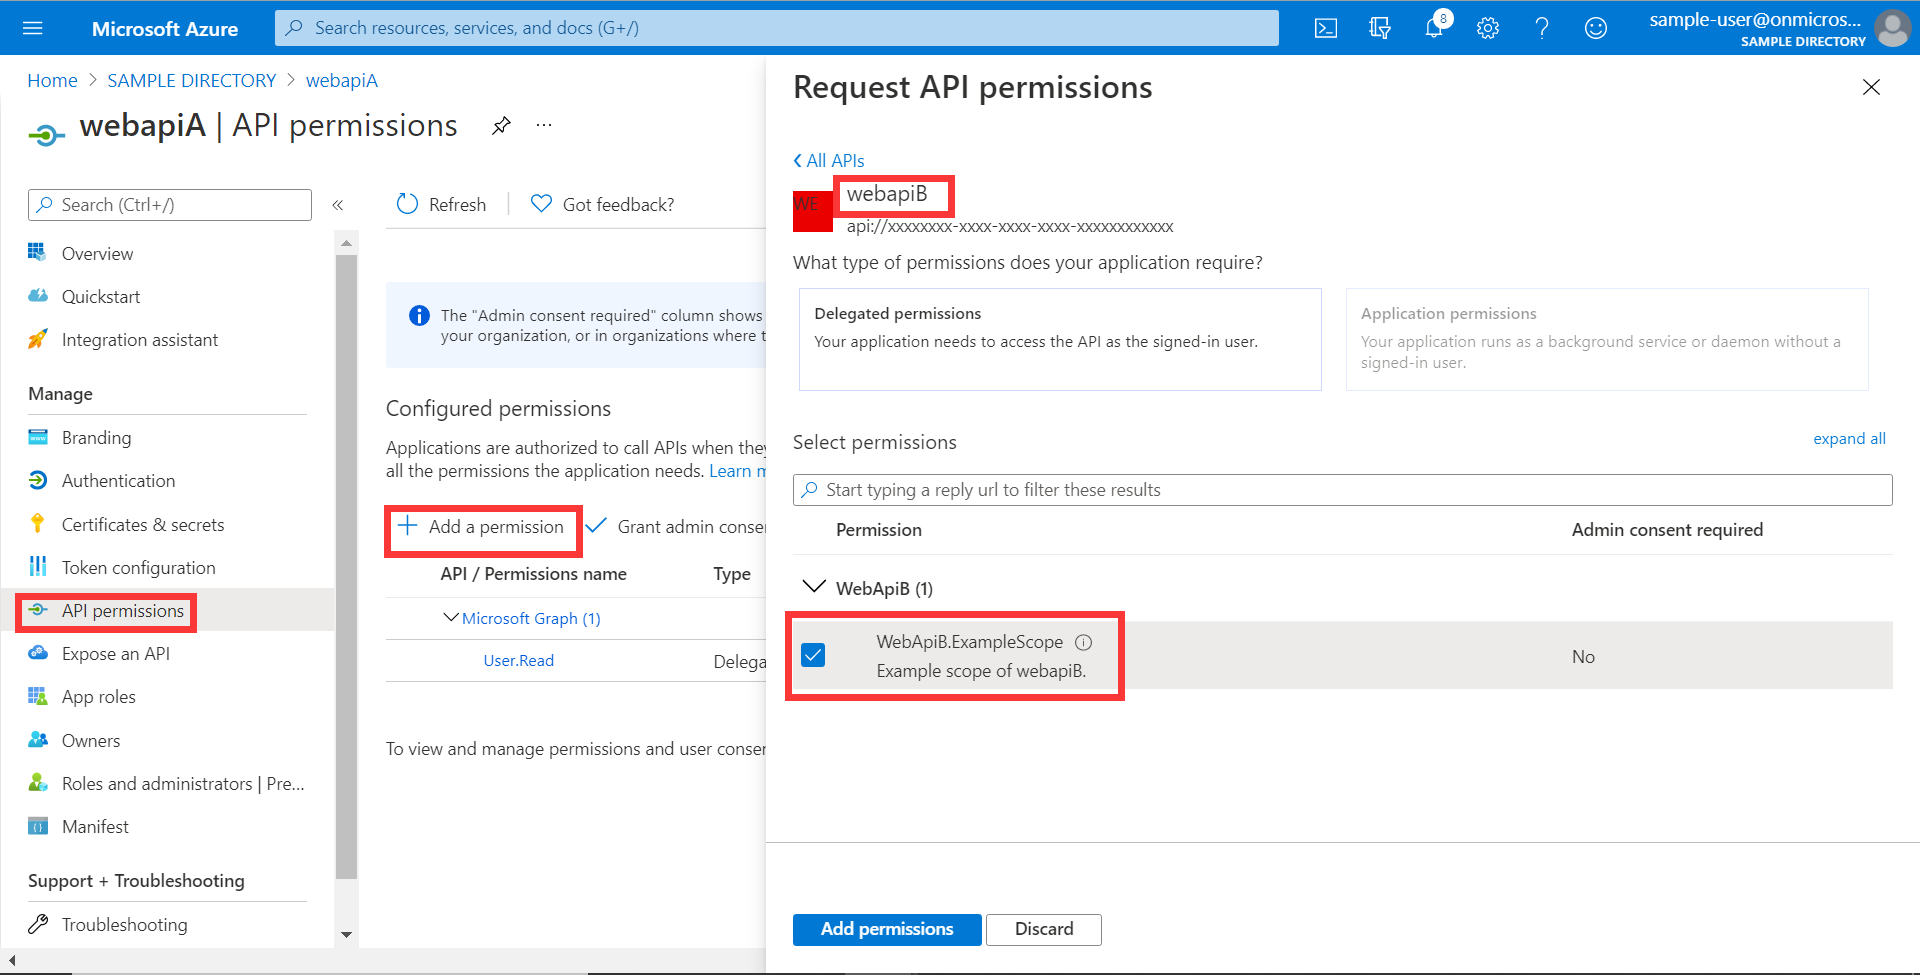 Microsoft Azure
Search resources, services, and docs (G+/)
8
sample-user@onmicros...
SAMPLE DIRECTORY
Home > SAMPLE DIRECTORY > webapiA
webapiA | API permissions
...
Search (Ctrl+/)
«
Overview
Quickstart
Integration assistant
Manage
Branding
Authentication
Certificates & secrets
Token configuration
API permissions
Expose an API
App roles
Owners
Roles and administrators | Pre...
Manifest
Support + Troubleshooting
Troubleshooting
Refresh
Got feedback?
The "Admin consent required" column shows
your organization, or in organizations where t
Configured permissions
Applications are authorized to call APIs when they
all the permissions the application needs. Learn m
Add a permission
Grant admin conser
API / Permissions name
Type
Microsoft Graph (1)
User.Read
Delega
To view and manage permissions and user conser
Request API permissions
All APIs
WE
webapiB
api://xxxxxxxx-xxxx-xxxx-xxxx-xxxxxxxxxxxx
What type of permissions does your application require?
Delegated permissions
Your application needs to access the API as the signed-in user.
Application permissions
Your application runs as a background service or daemon without a
signed-in user.
Select permissions
expand all
Start typing a reply url to filter these results
Permission
Admin consent required
WebApiB (1)
WebApiB.ExampleScope
Example scope of webapiB.
No
Add permissions
Discard